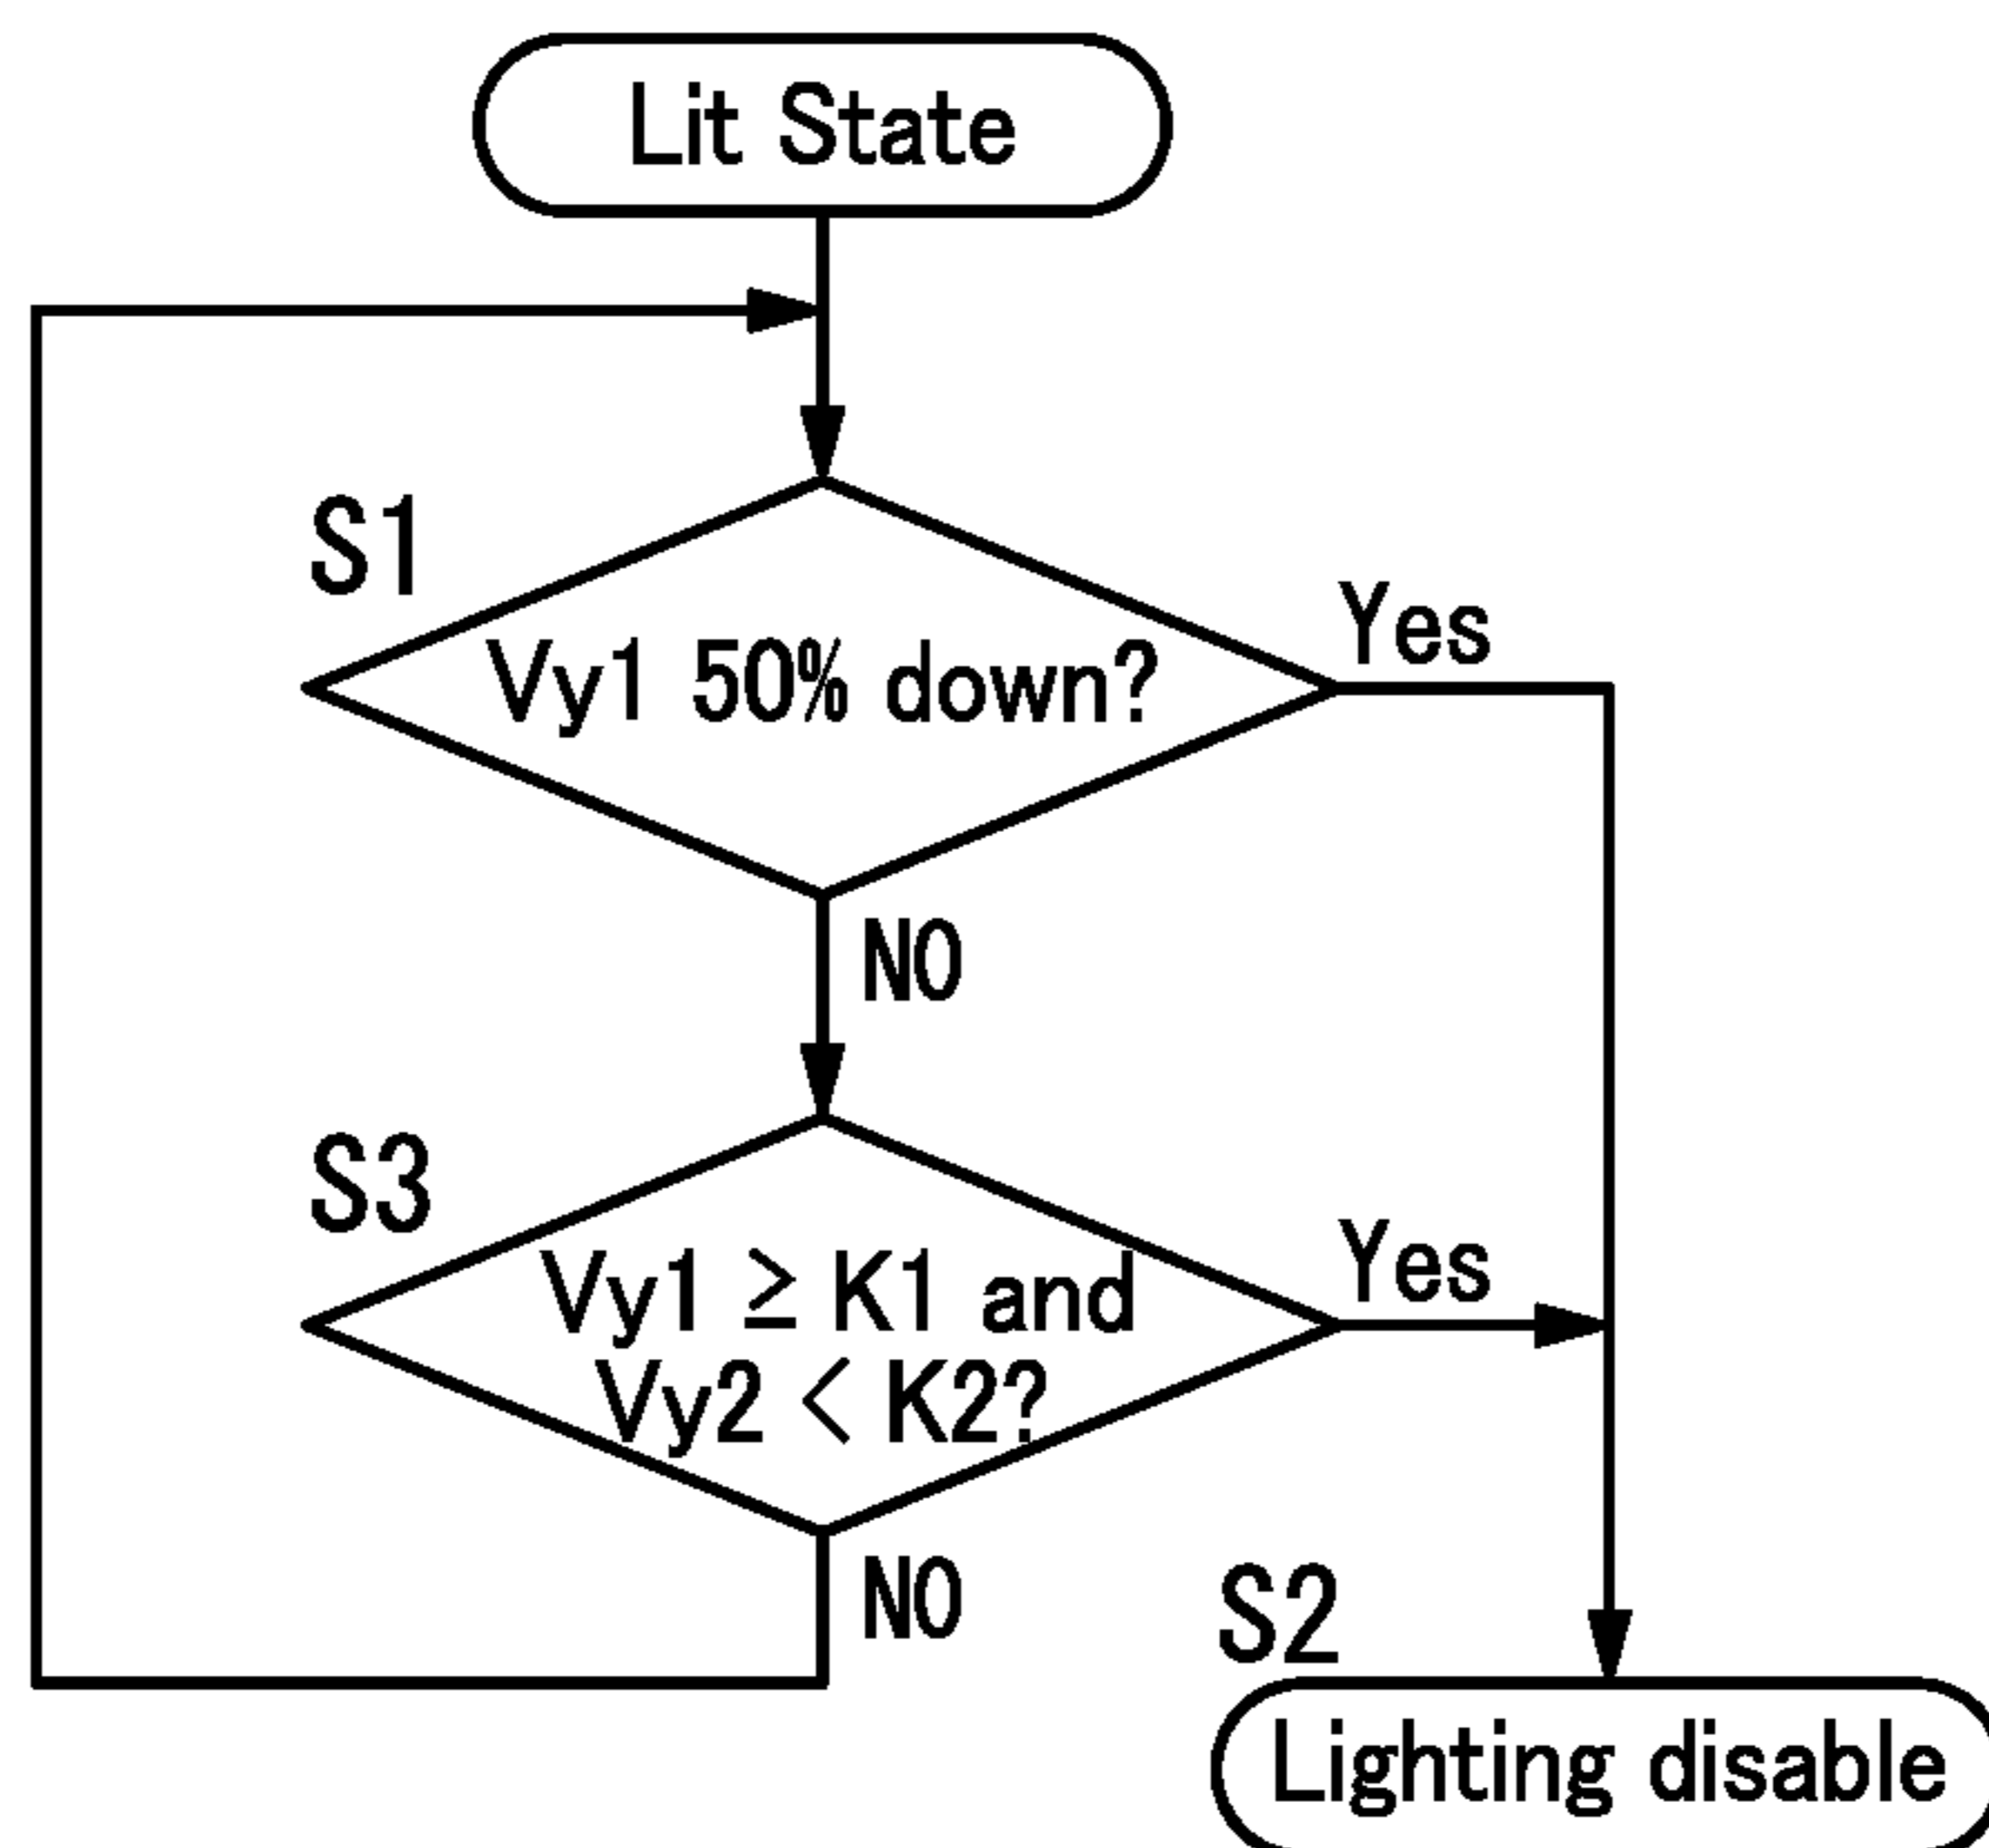 Lit State
S1
Vy1 50% down?
Yes
NO
S3
Vy1 ≥ K1 and
Vy2 < K2?
Yes
NO
S2
Lighting disable